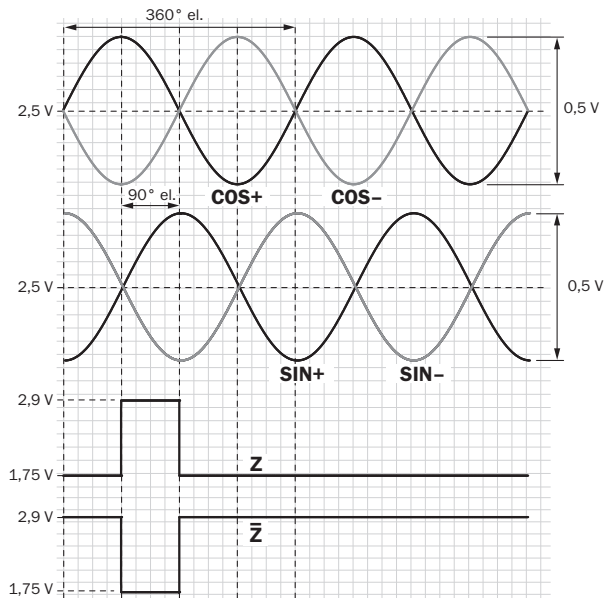 360° el.
2,5 V
0,5 V
90° el.
COS+ COS–
2,5 V
0,5 V
SIN+ SIN–
2,9 V
Z
1,75 V
2,9 V
Z̅
1,75 V